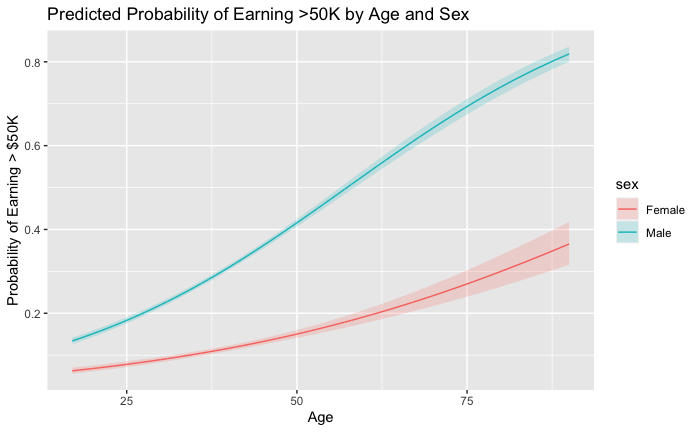 Predicted Probability of Earning >50K by Age and Sex
Probability of Earning > $50K
0.8
0.6
0.4
0.2
25
50
75
Age
sex
Female
Male